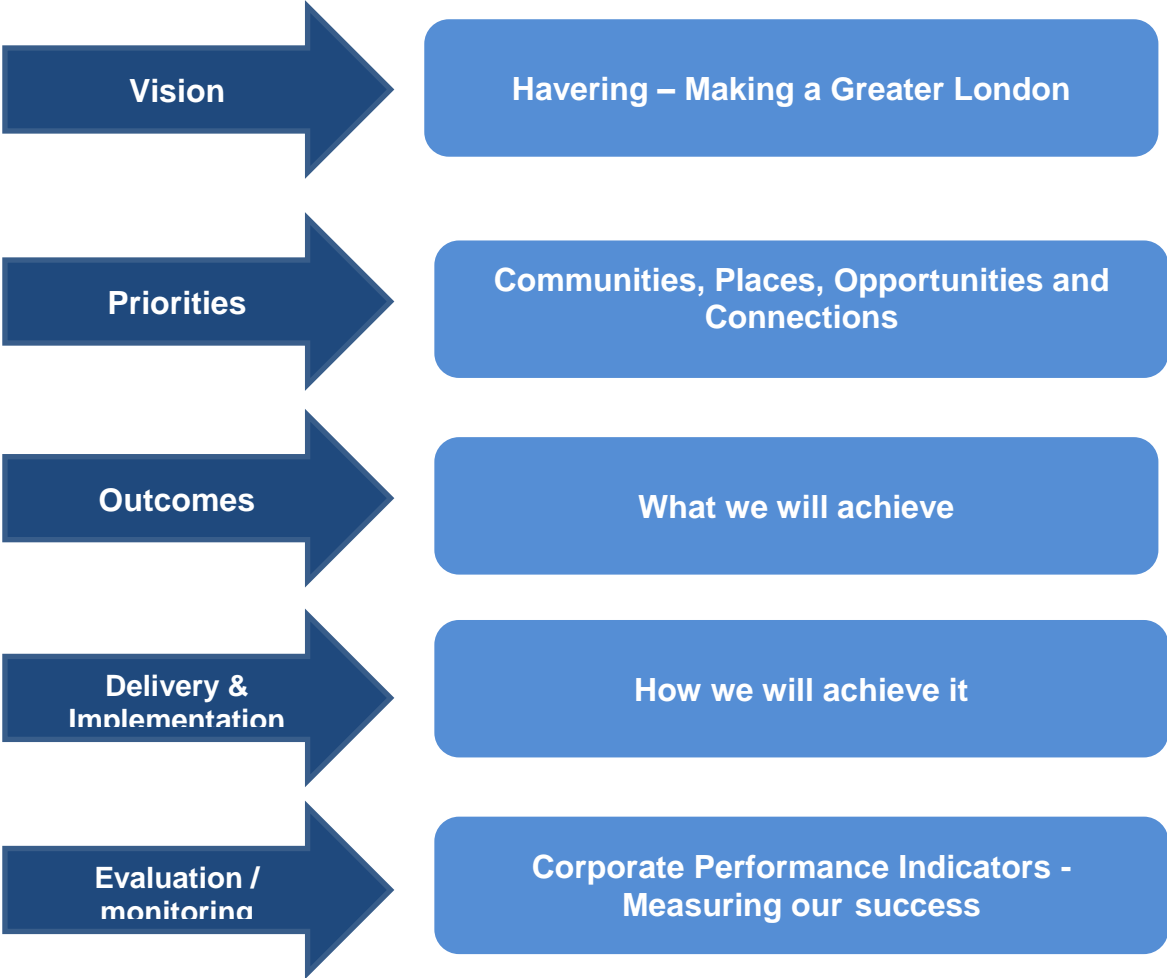 Vision
Havering – Making a Greater London
Priorities
Communities, Places, Opportunities and
Connections
Outcomes
What we will achieve
Delivery &
Implementation
How we will achieve it
Evaluation /
monitoring
Corporate Performance Indicators -
Measuring our success